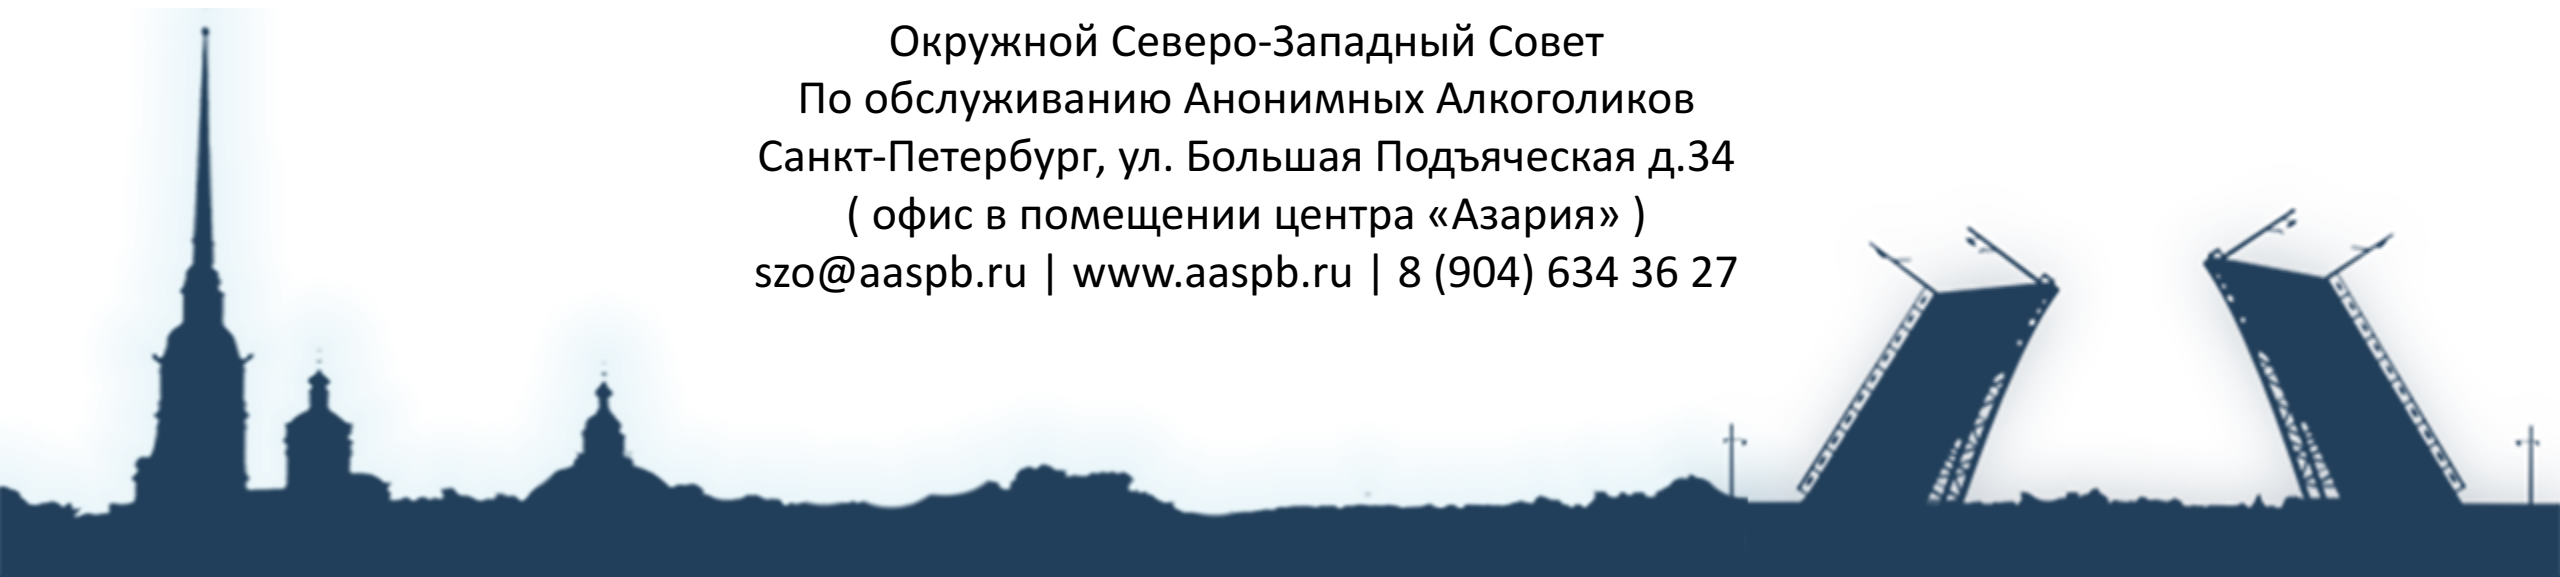 Окружной Северо-Западный Совет
По обслуживанию Анонимных Алкоголиков
Санкт-Петербург, ул. Большая Подъяческая д.34
( офис в помещении центра «Азария» )
szo@aaspb.ru | www.aaspb.ru | 8 (904) 634 36 27